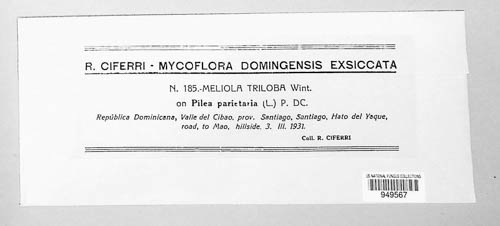 R. CIFERRI - MYCOFLORA DOMINGENSIS EXSICCATA
N. 185.-MELIOLA TRILOBA Wint.
on Pilea parietaria (L.) P. DC.
República Dominicana, Valle del Cibao, prov. Santiago, Santiago, Hato del Yaque,
road, to Mao, hillside. 3. III. 1931.
Coll. R. CIFERRI
US NATIONAL FUNGUS COLLECTIONS
949567